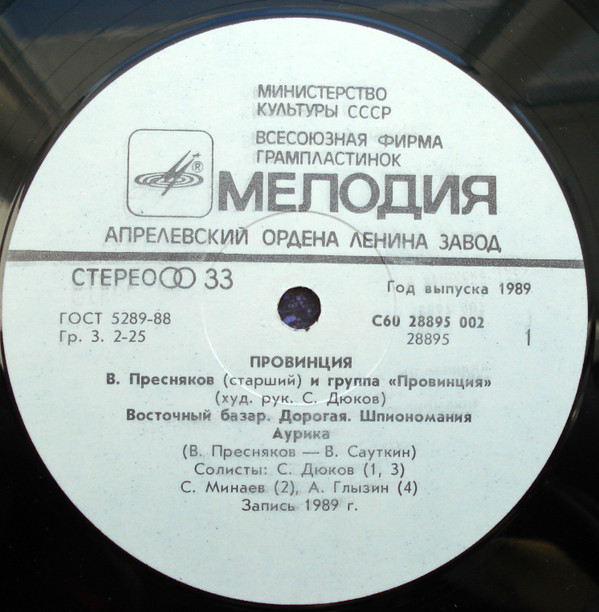 МИНИСТЕРСТВО
КУЛЬТУРЫ СССР
ВСЕСОЮЗНАЯ ФИРМА
ГРАМПЛАСТИНОК
®
МЕЛОДИЯ
АПРЕЛЕВСКИЙ ОРДЕНА ЛЕНИНА ЗАВОД
СТЕРЕО 33
Год выпуска 1989
ГОСТ 5289-88
С60 28895 002
Гр. 3. 2-25
28895 1
ПРОВИНЦИЯ
В. Пресняков (старший) и группа «Провинция»
(худ. рук. С. Дюков)
Восточный базар. Дорогая. Шпиономания
Аурика
(В. Пресняков — В. Сауткин)
Солисты: С. Дюков (1, 3)
С. Минаев (2), А. Глызин (4)
Запись 1989 г.